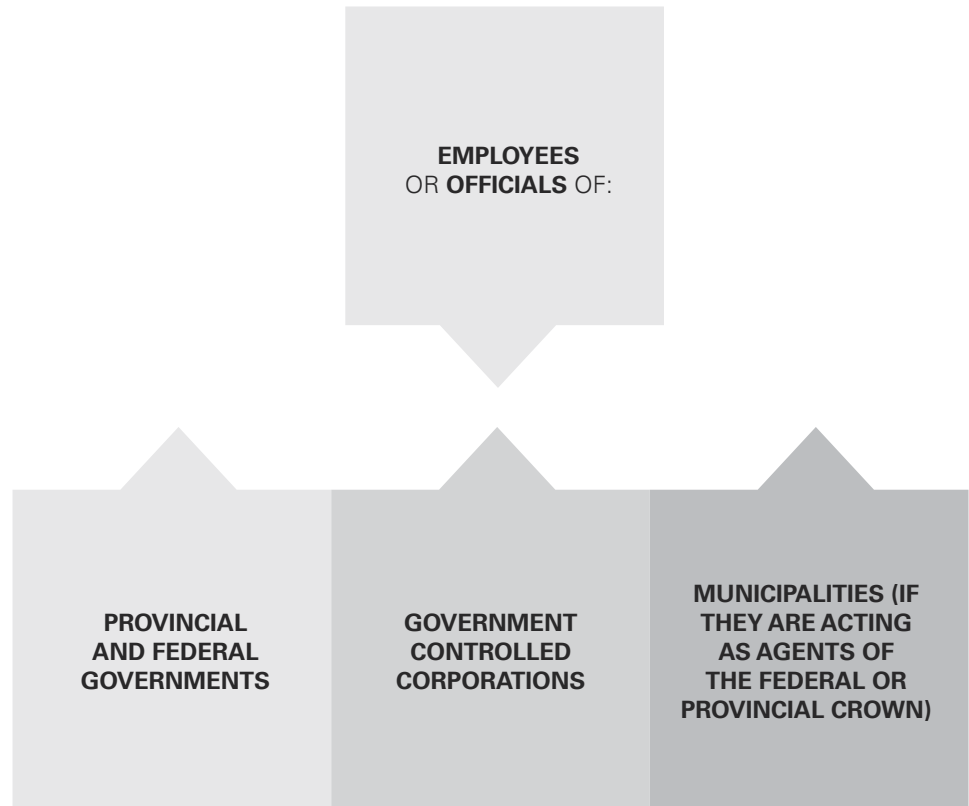 EMPLOYEES
OR OFFICIALS OF:
PROVINCIAL
AND FEDERAL
GOVERNMENTS
GOVERNMENT
CONTROLLED
CORPORATIONS
MUNICIPALITIES (IF
THEY ARE ACTING
AS AGENTS OF
THE FEDERAL OR
PROVINCIAL CROWN)